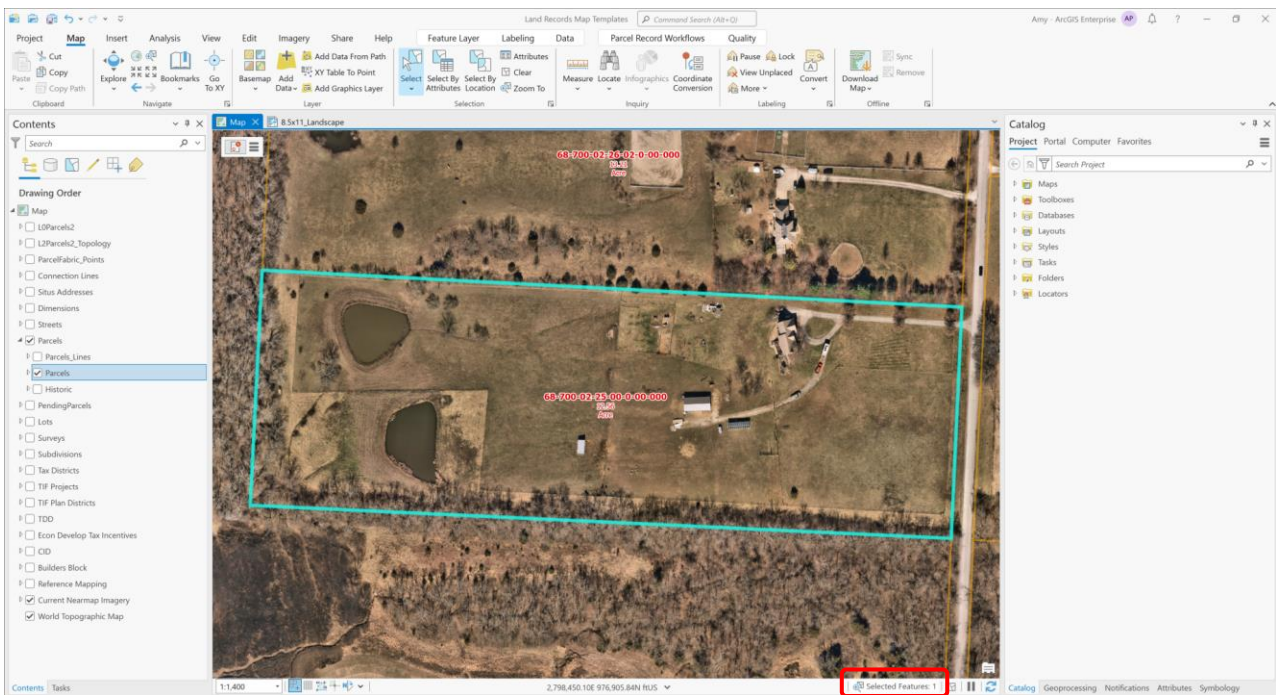 Land Records Map Templates
Command Search (Alt+Q)
Amy - ArcGIS Enterprise
AP
?
Project
Map
Insert
Analysis
View
Edit
Imagery
Share
Help
Feature Layer
Labeling
Data
Parcel Record Workflows
Quality
Paste
Cut
Copy
Copy Path
Clipboard
Explore
Bookmarks
Go To XY
Navigate
Basemap
Add Data
Add Data From Path
XY Table To Point
Add Graphics Layer
Layer
Select
Select By Attributes
Select By Location
Attributes
Clear
Zoom To
Selection
Measure
Locate
Infographics
Coordinate Conversion
Inquiry
Pause
Lock
View Unplaced
More
Convert
Labeling
Download Map
Sync
Remove
Offline
Contents
Search
Drawing Order
Map
L0Parcels2
L2Parcels2_Topology
ParcelFabric_Points
Connection Lines
Situs Addresses
Dimensions
Streets
Parcels
Parcels_Lines
Parcels
Historic
PendingParcels
Lots
Surveys
Subdivisions
Tax Districts
TIF Projects
TIF Plan Districts
TDD
Econ Develop Tax Incentives
CID
Builders Block
Reference Mapping
Current Nearmap Imagery
World Topographic Map
Contents
Tasks
Map
8.5x11_Landscape
68-700-02-26-02-0-00-000
Acre
68-700-02-25-00-0-00-000
Acre
1:1,400
2,798,450.10E 976,905.84N ftUS
Selected Features: 1
Catalog
Project
Portal
Computer
Favorites
Search Project
Maps
Toolboxes
Databases
Layouts
Styles
Tasks
Folders
Locators
Catalog
Geoprocessing
Notifications
Attributes
Symbology